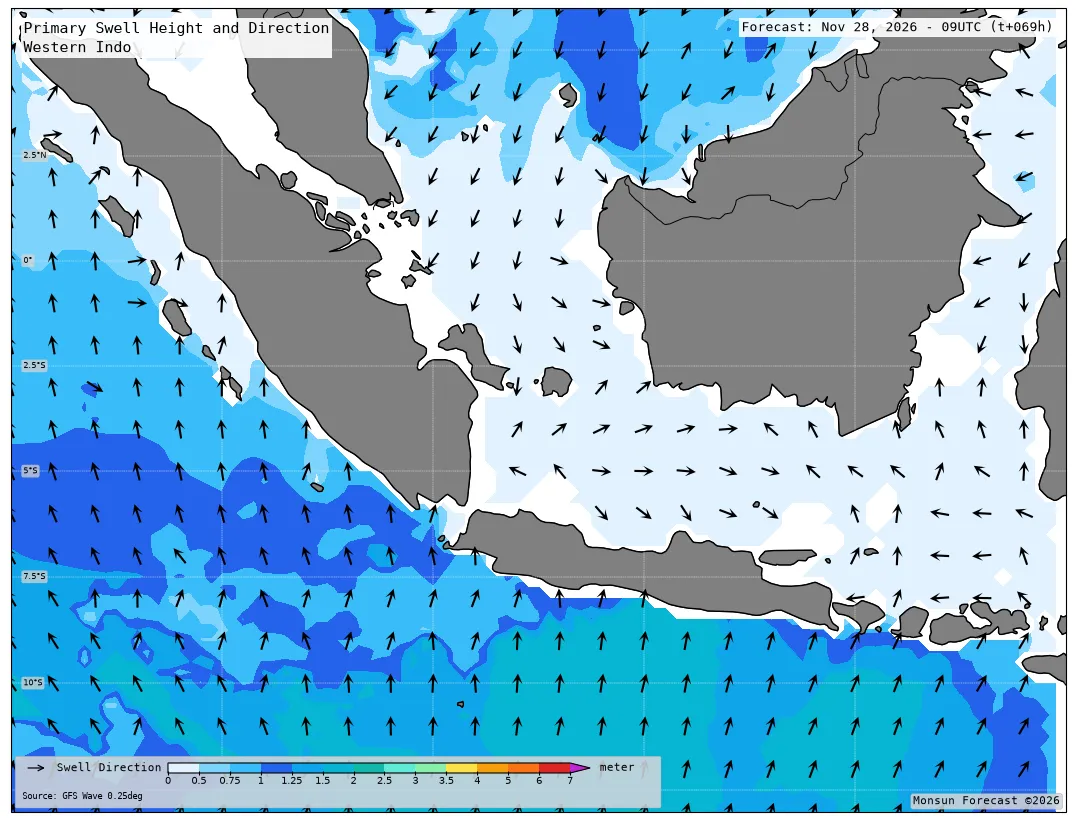 Primary Swell Height and Direction
Western Indo
Forecast: Nov 28, 2026 - 09UTC (t+069h)
2.5°N
0°
2.5°S
5°S
7.5°S
10°S
Swell Direction
meter
0 0.5 0.75 1 1.25 1.5 2 2.5 3 3.5 4 5 6 7
Source: GFS Wave 0.25deg
Monsun Forecast ©2026